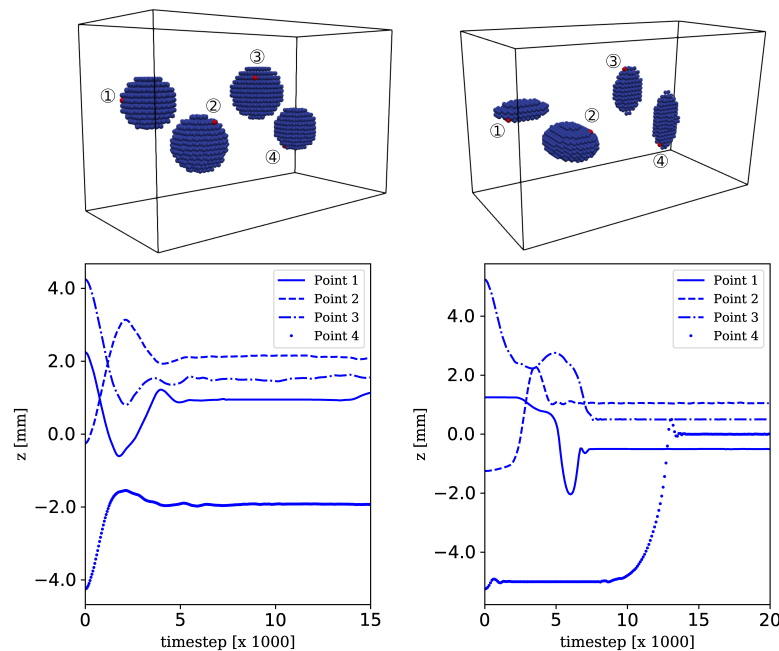 ① ② ③ ④
① ② ③ ④
4.0
2.0
0.0
−2.0
−4.0
z [mm]
Point 1
Point 2
Point 3
Point 4
0 5 10 15
timestep [x 1000]
4.0
2.0
0.0
−2.0
−4.0
z [mm]
Point 1
Point 2
Point 3
Point 4
0 5 10 15 20
timestep [x 1000]